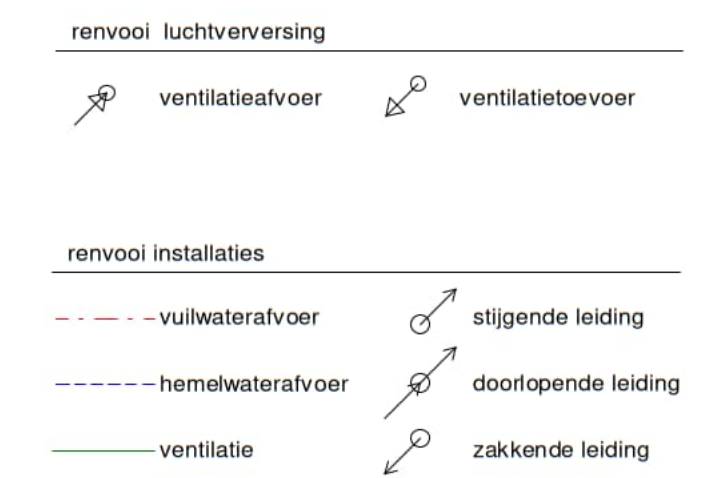 renvooi luchtverversing
ventilatieafvoer ventilatietoevoer
renvooi installaties
vuilwaterafvoer stijgende leiding
hemelwaterafvoer doorlopende leiding
ventilatie zakkende leiding